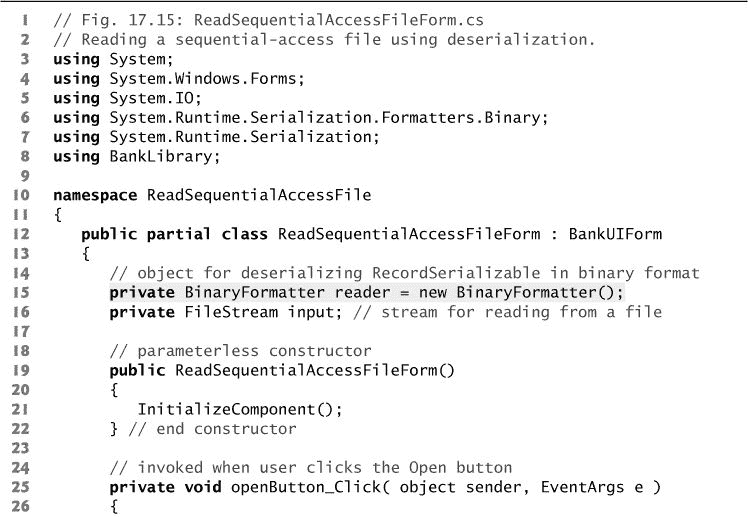 1 // Fig. 17.15: ReadSequentialAccessFileForm.cs
2 // Reading a sequential-access file using deserialization.
3 using System;
4 using System.Windows.Forms;
5 using System.IO;
6 using System.Runtime.Serialization.Formatters.Binary;
7 using System.Runtime.Serialization;
8 using BankLibrary;
9
10 namespace ReadSequentialAccessFile
11 {
12 public partial class ReadSequentialAccessFileForm : BankUIForm
13 {
14 // object for deserializing RecordSerializable in binary format
15 private BinaryFormatter reader = new BinaryFormatter();
16 private FileStream input; // stream for reading from a file
17
18 // parameterless constructor
19 public ReadSequentialAccessFileForm()
20 {
21 InitializeComponent();
22 } // end constructor
23
24 // invoked when user clicks the Open button
25 private void openButton_Click( object sender, EventArgs e )
26 {